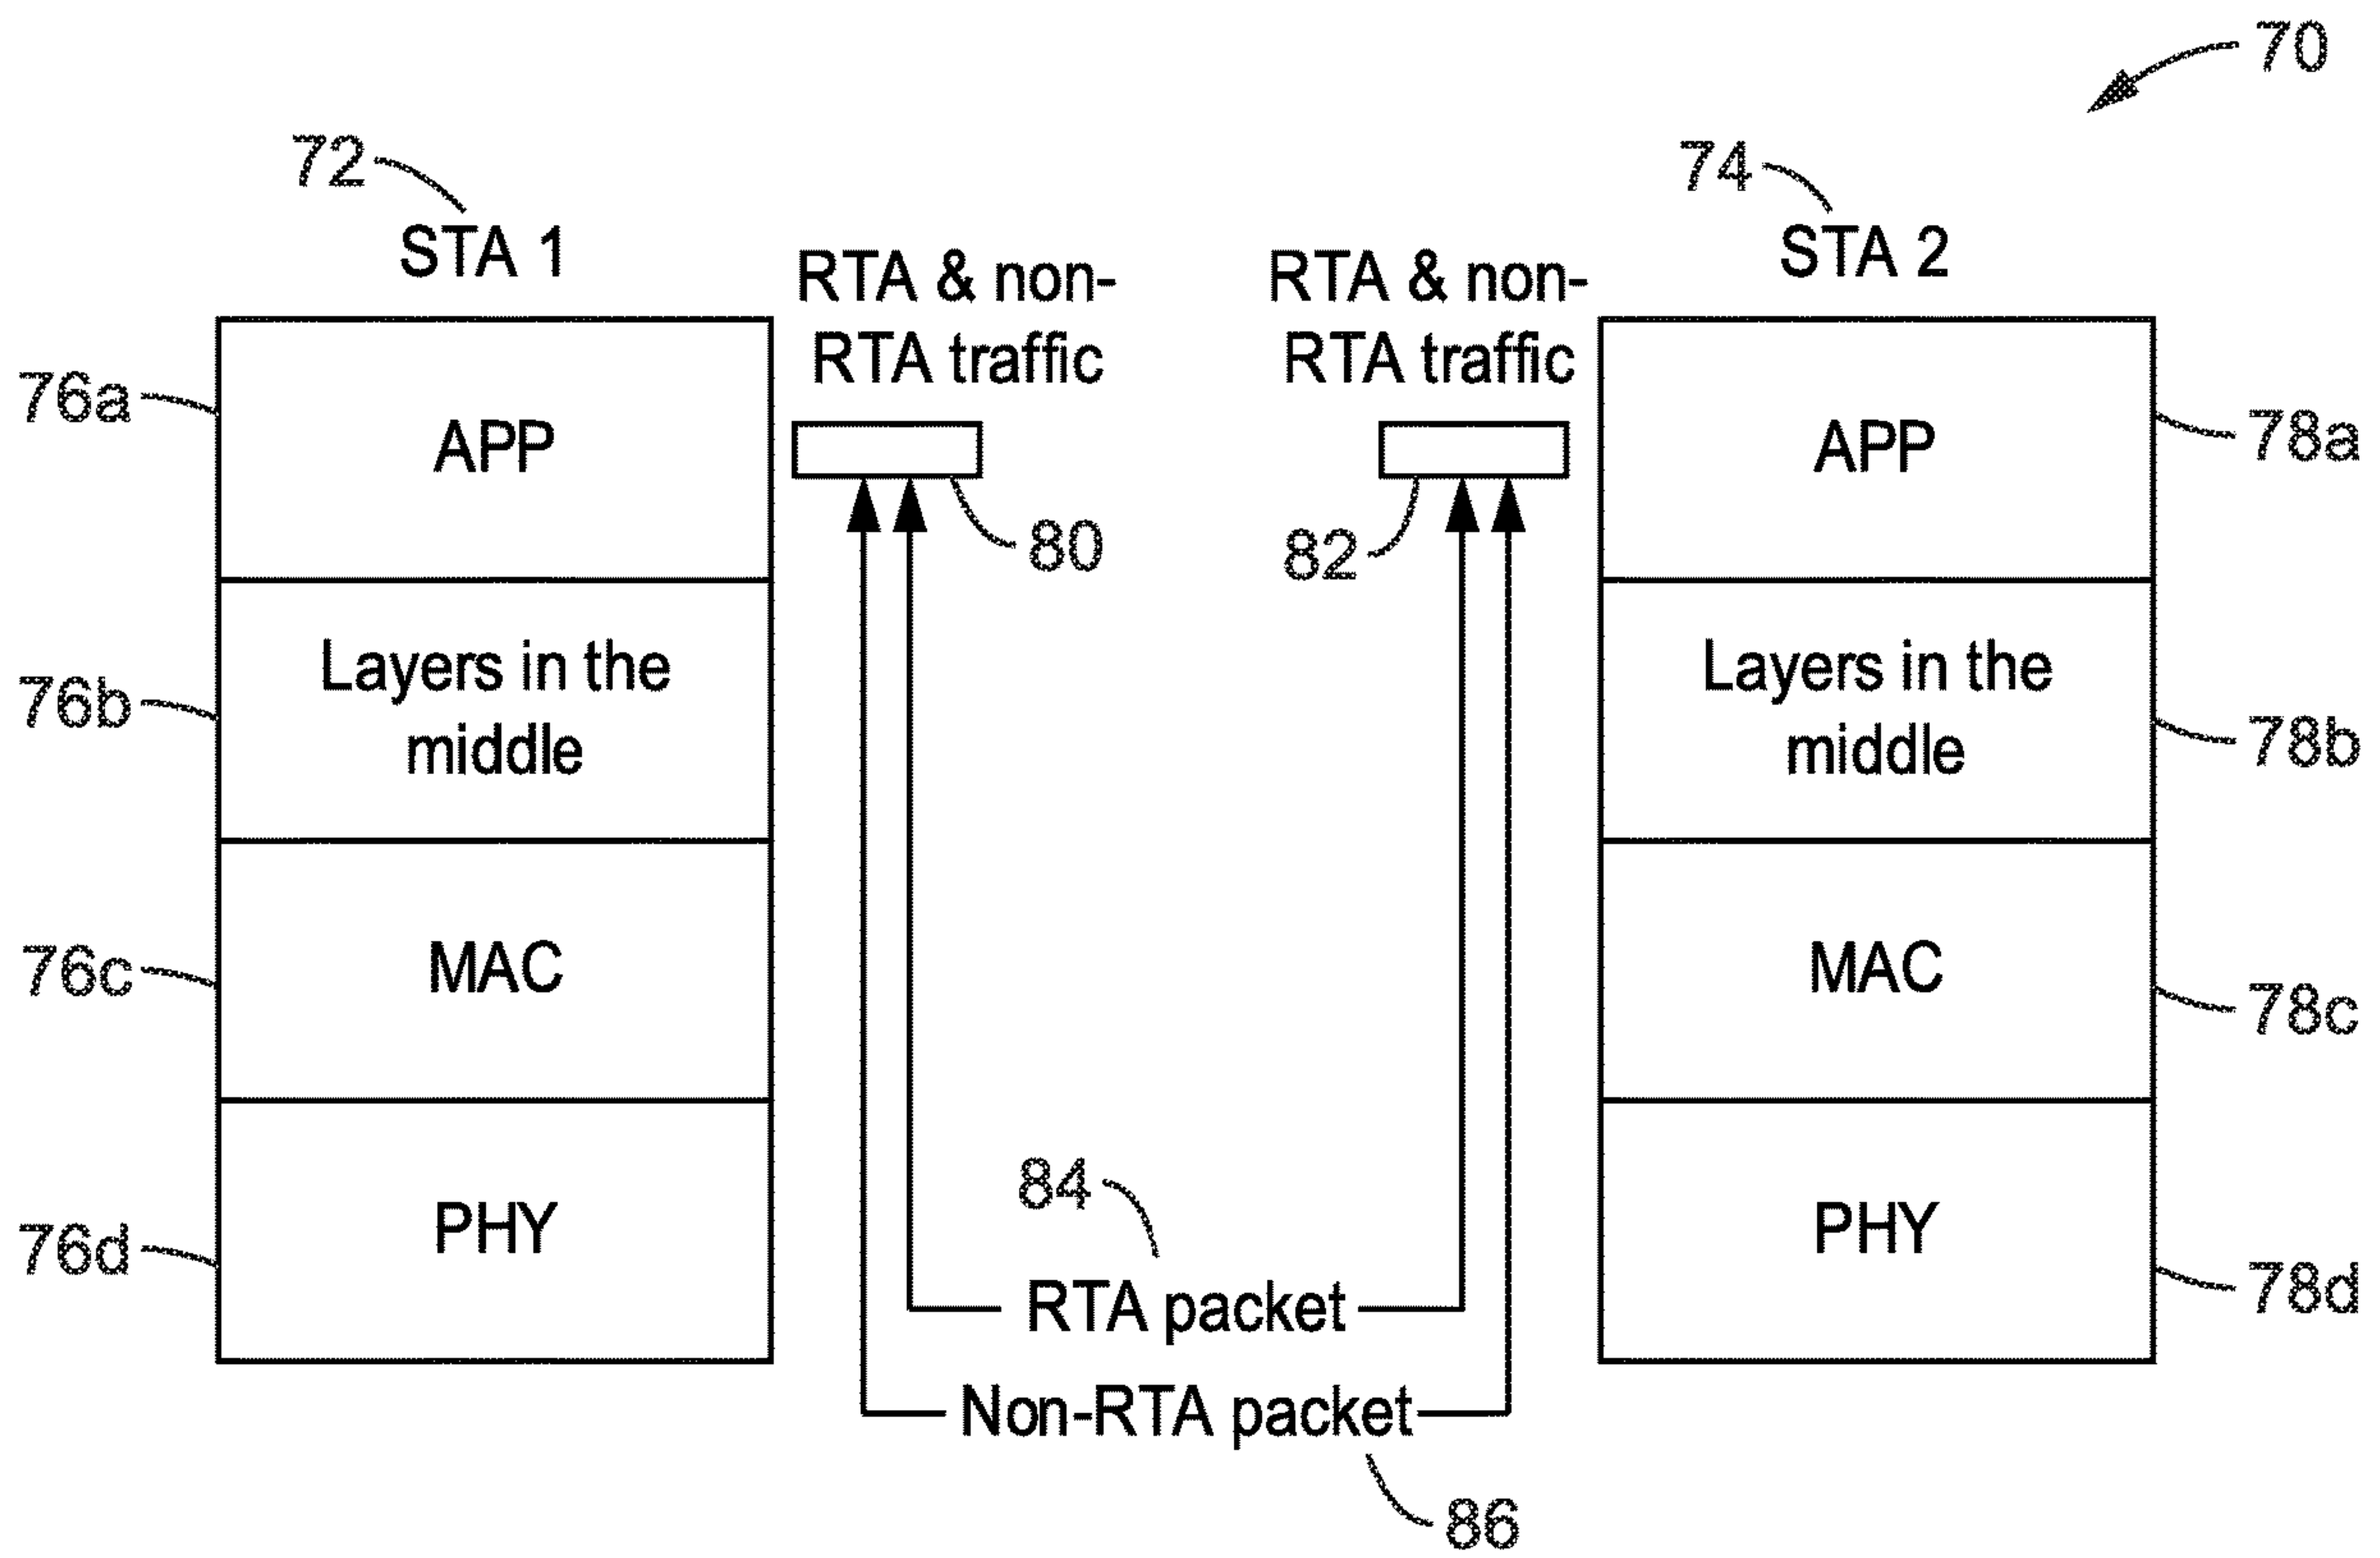 70
72
74
STA 1
STA 2
RTA & non-
RTA traffic
RTA & non-
RTA traffic
76a
APP
80
82
APP
78a
76b
Layers in the
middle
Layers in the
middle
78b
76c
MAC
MAC
78c
76d
PHY
PHY
78d
84
RTA packet
Non-RTA packet
86